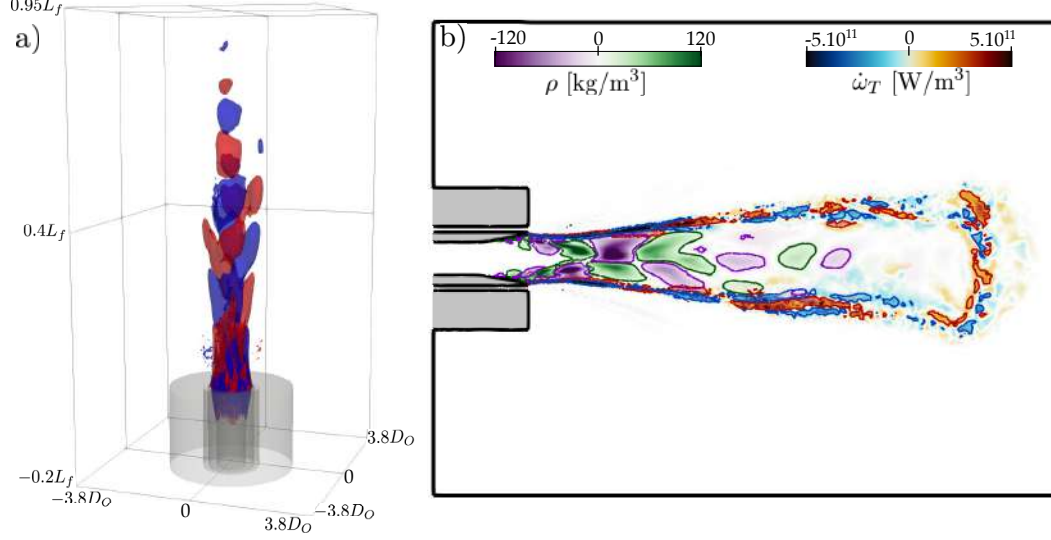 0.95L_f
a)
0.4L_f
−0.2L_f
−3.8D_O
0
3.8D_O
−3.8D_O
0
3.8D_O
b)
-120 0 120
ρ [kg/m³]
-5.10¹¹ 0 5.10¹¹
ω̇_T [W/m³]